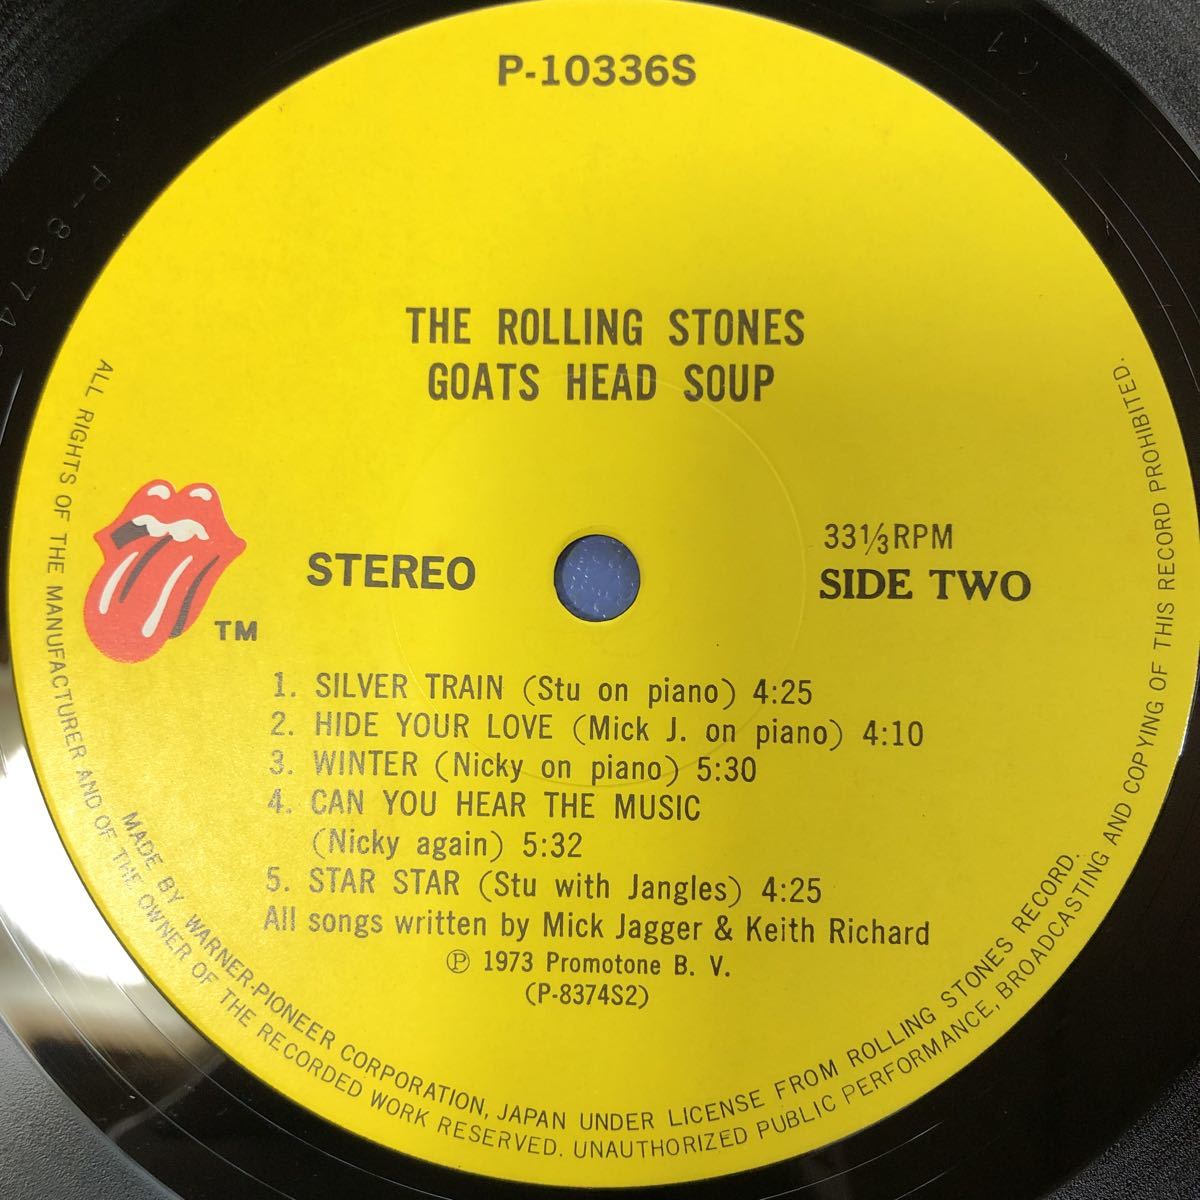 P-10336S
THE ROLLING STONES
GOATS HEAD SOUP
33⅓RPM
STEREO
SIDE TWO
TM
1. SILVER TRAIN (Stu on piano) 4:25
2. HIDE YOUR LOVE (Mick J. on piano) 4:10
3. WINTER (Nicky on piano) 5:30
4. CAN YOU HEAR THE MUSIC
(Nicky again) 5:32
5. STAR STAR (Stu with Jangles) 4:25
All songs written by Mick Jagger & Keith Richard
Ⓟ 1973 Promotone B. V.
(P-8374S2)
MADE BY WARNER-PIONEER CORPORATION, JAPAN UNDER LICENSE FROM ROLLING STONES RECORD.
ALL RIGHTS OF THE MANUFACTURER AND OF THE OWNER OF THE RECORDED WORK RESERVED. UNAUTHORIZED PUBLIC PERFORMANCE, BROADCASTING AND COPYING OF THIS RECORD PROHIBITED.
P-8374